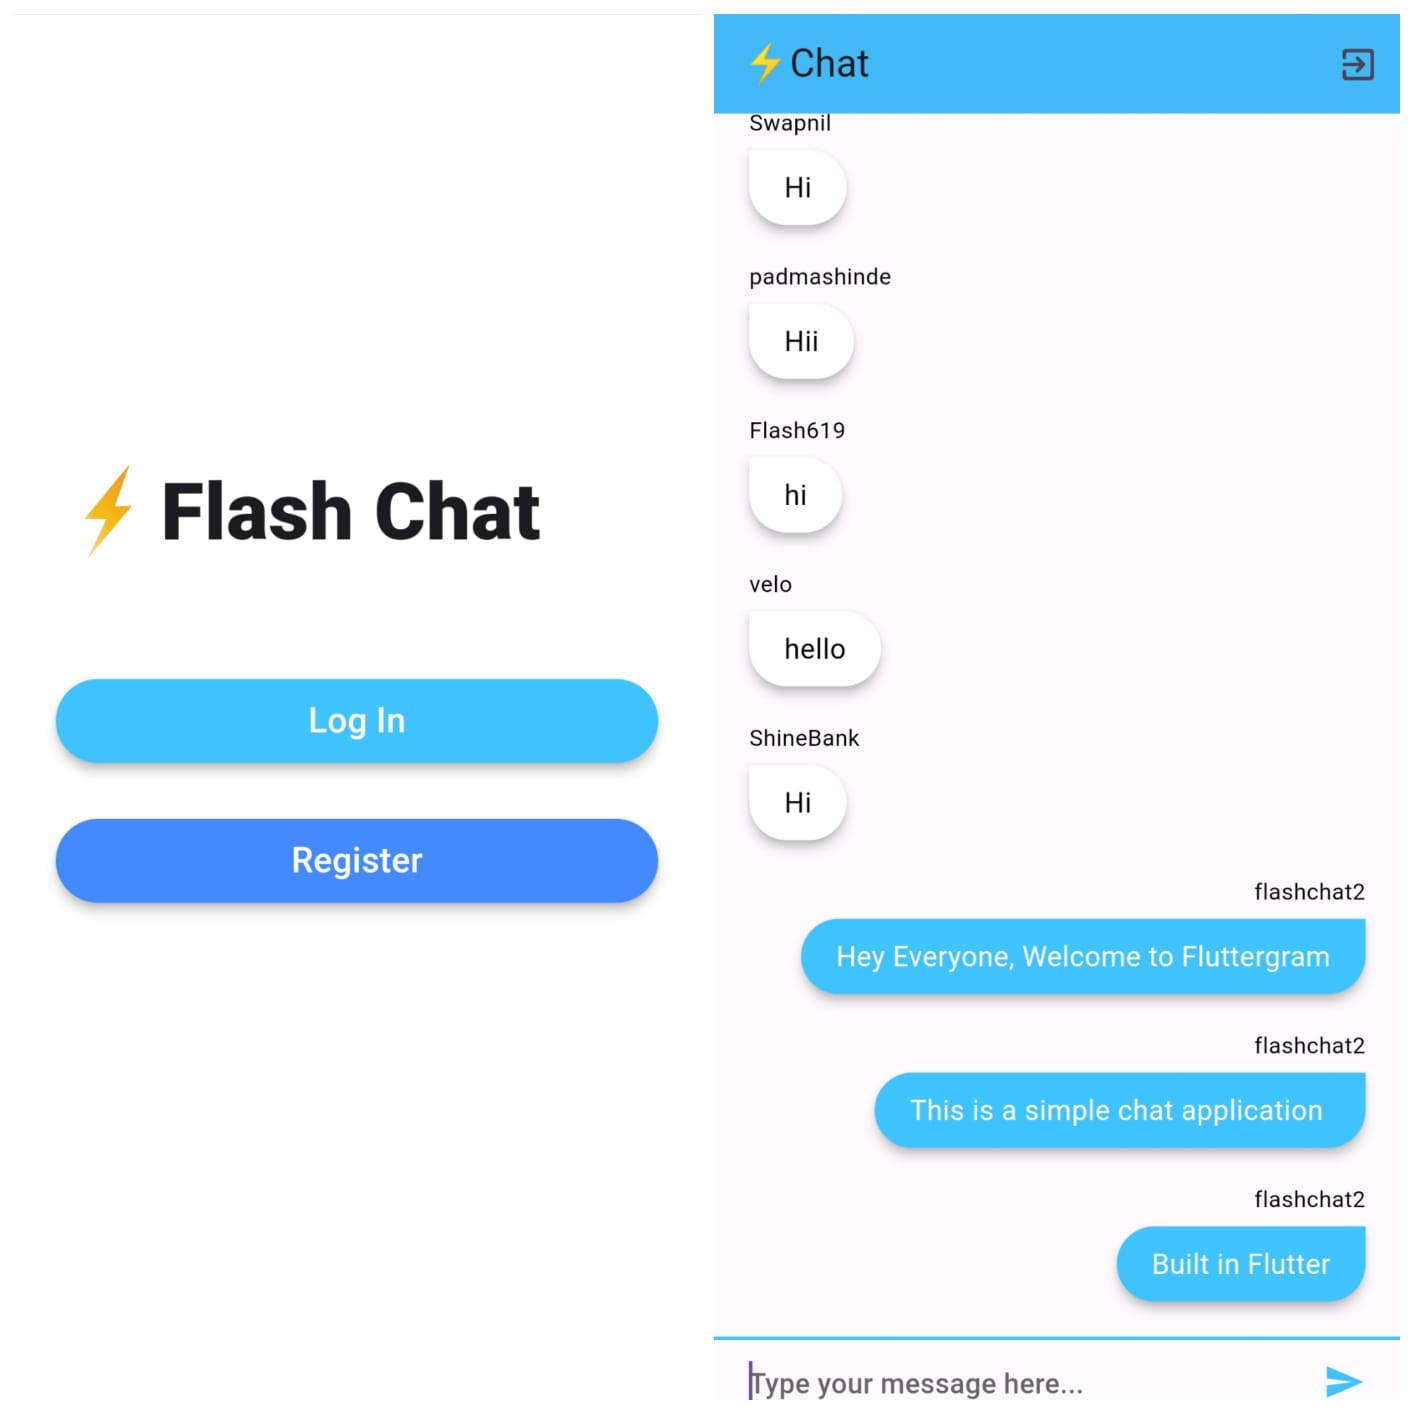 Flash Chat
Log In
Register
Chat
Swapnil
Hi
padmashinde
Hii
Flash619
hi
velo
hello
ShineBank
Hi
flashchat2
Hey Everyone, Welcome to Fluttergram
flashchat2
This is a simple chat application
flashchat2
Built in Flutter
Type your message here...